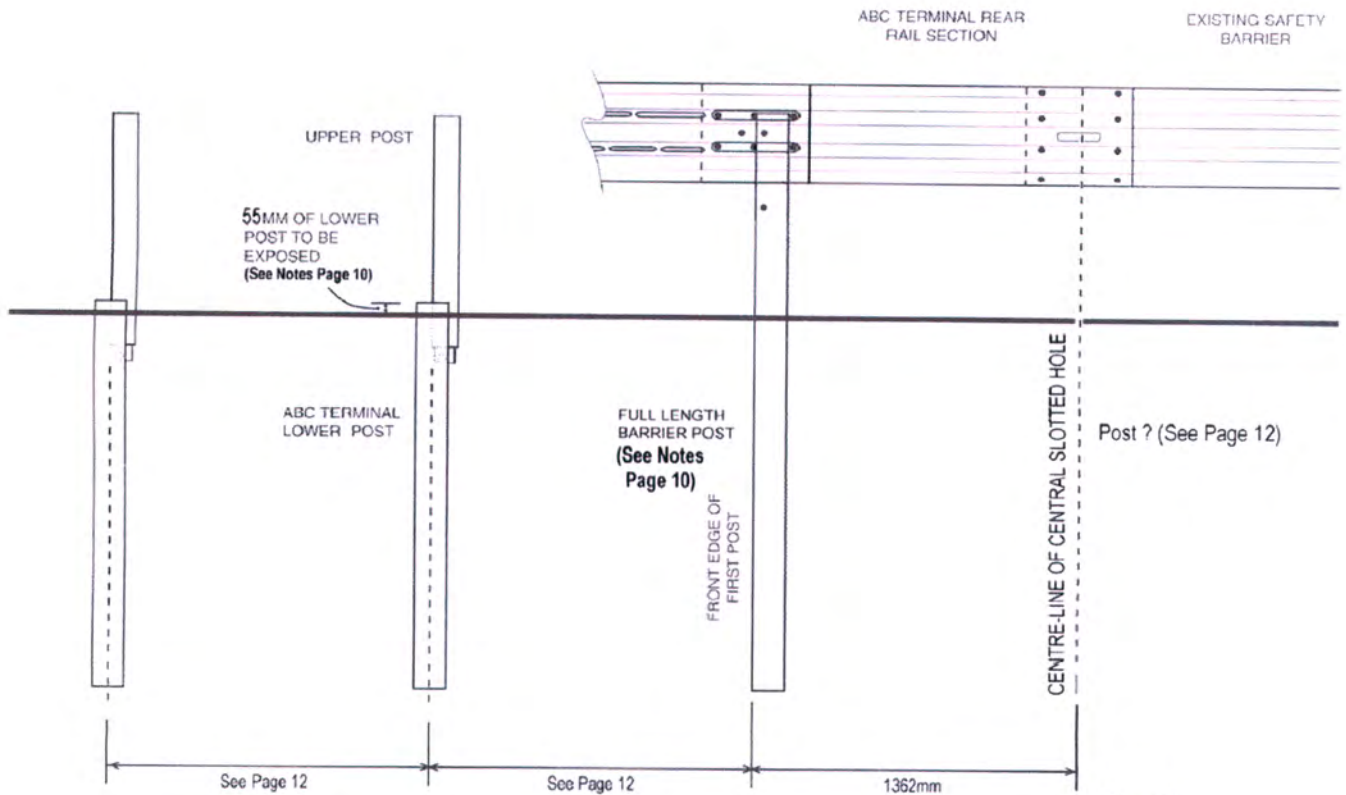 ABC TERMINAL REAR
RAIL SECTION
EXISTING SAFETY
BARRIER
UPPER POST
55MM OF LOWER
POST TO BE
EXPOSED
(See Notes Page 10)
ABC TERMINAL
LOWER POST
FULL LENGTH
BARRIER POST
(See Notes
Page 10)
FRONT EDGE OF
FIRST POST
CENTRE-LINE OF CENTRAL SLOTTED HOLE
Post ? (See Page 12)
See Page 12
See Page 12
1362mm